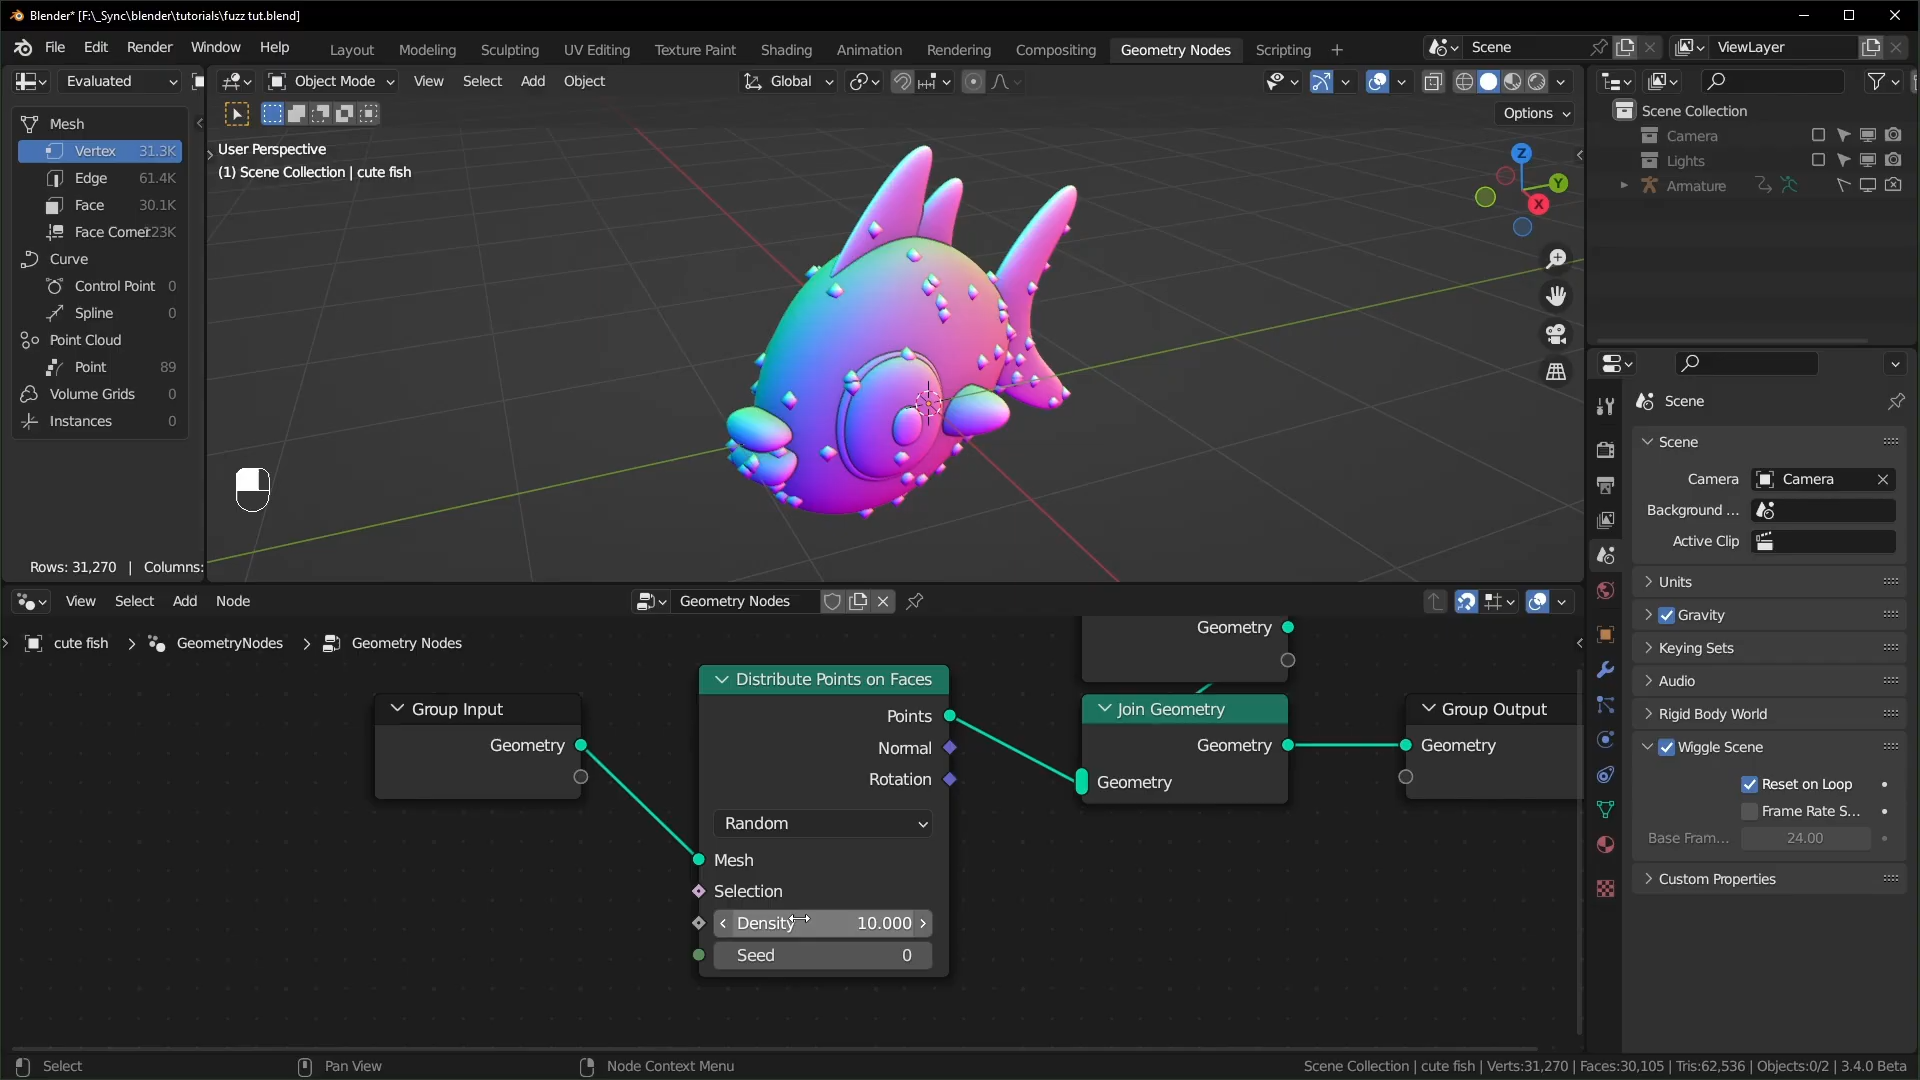 Blender* [F:\_Sync\blender\tutorials\fuzz tut.blend]
File Edit Render Window Help
Layout Modeling Sculpting UV Editing Texture Paint Shading Animation Rendering Compositing Geometry Nodes Scripting +
Scene
ViewLayer
Evaluated
Object Mode View Select Add Object
Global
Options
Mesh
Vertex 31.3K
Edge 61.4K
Face 30.1K
Face Corner 123K
Curve
Control Point 0
Spline 0
Point Cloud
Point 89
Volume Grids 0
Instances 0
Rows: 31,270 | Columns:
User Perspective
(1) Scene Collection | cute fish
Z
Y
X
Scene Collection
Camera
Lights
Armature
Scene
Scene
Camera Camera
Background ...
Active Clip
Units
Gravity
Keying Sets
Audio
Rigid Body World
Wiggle Scene
Reset on Loop
Frame Rate S...
Base Fram... 24.00
Custom Properties
View Select Add Node
Geometry Nodes
cute fish > GeometryNodes > Geometry Nodes
Geometry
Group Input
Geometry
Distribute Points on Faces
Points
Normal
Rotation
Random
Mesh
Selection
Density 10.000
Seed 0
Join Geometry
Geometry
Geometry
Group Output
Geometry
Select
Pan View
Node Context Menu
Scene Collection | cute fish | Verts:31,270 | Faces:30,105 | Tris:62,536 | Objects:0/2 | 3.4.0 Beta